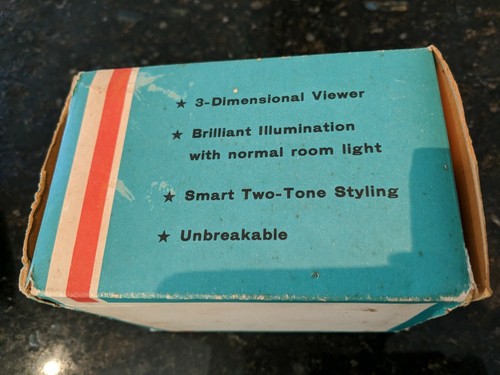 ★ 3-Dimensional Viewer
★ Brilliant Illumination
with normal room light
★ Smart Two-Tone Styling
★ Unbreakable